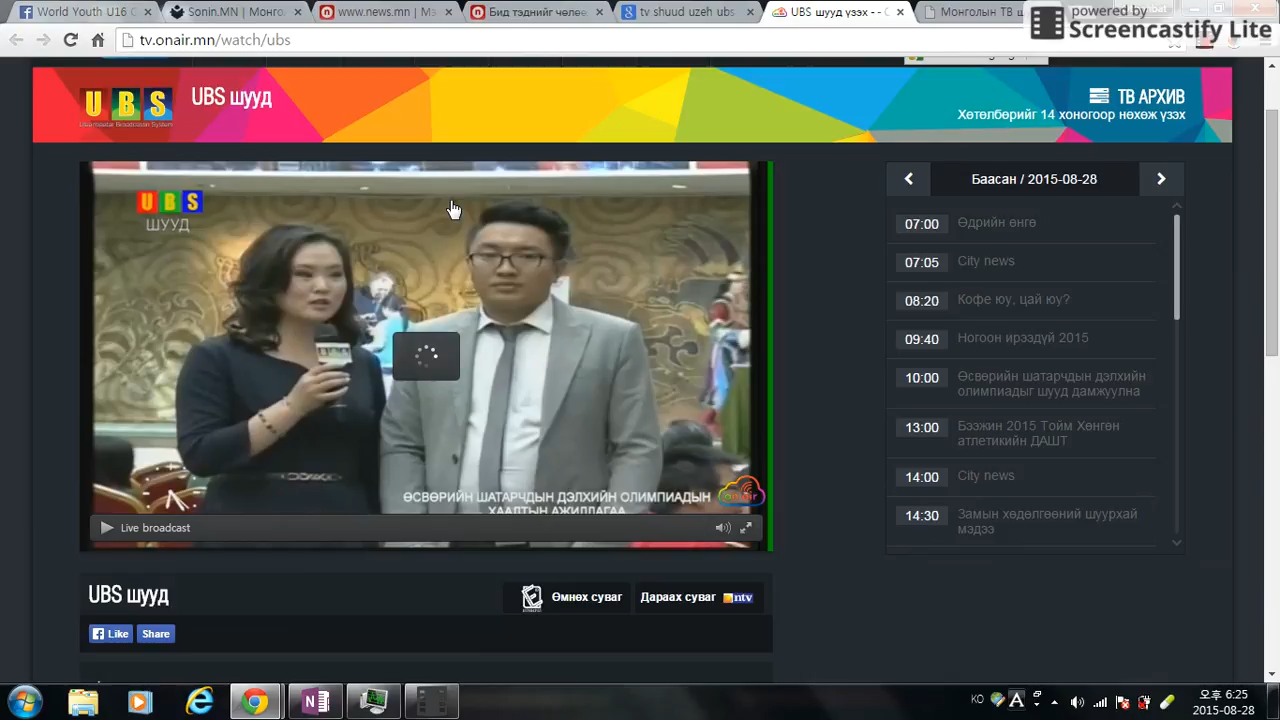 World Youth U16
Sonin.MN | Монго.
www.news.mn | Мэ
Бид тэднийг чөлөө
tv shuud uzeh ubs
UBS шууд үзэх - - С
Монголын ТВ ш
powered by
Screencastify Lite
tv.onair.mn/watch/ubs
UBS
UBS шууд
ТВ АРХИВ
Хөтөлбөрийг 14 хоногоор нөхөж үзэх
UBS
ШУУД
Баасан / 2015-08-28
07:00 Өдрийн өнгө
07:05 City news
08:20 Кофе юу, цай юу?
09:40 Ногоон ирээдүй 2015
10:00 Өсвөрийн шатарчдын дэлхийн
олимпиадыг шууд дамжуулна
13:00 Бээжин 2015 Тойм Хөнгөн
атлетикийн ДАШТ
14:00 City news
14:30 Замын хөдөлгөөний шуурхай
мэдээ
ӨСВӨРИЙН ШАТАРЧДЫН ДЭЛХИЙН ОЛИМПИАДЫН
ХААЛТЫН АЖИЛЛАГАА
Live broadcast
UBS шууд
Өмнөх суваг
Дараах суваг ntv
Like Share
KO A
오후 6:25
2015-08-28